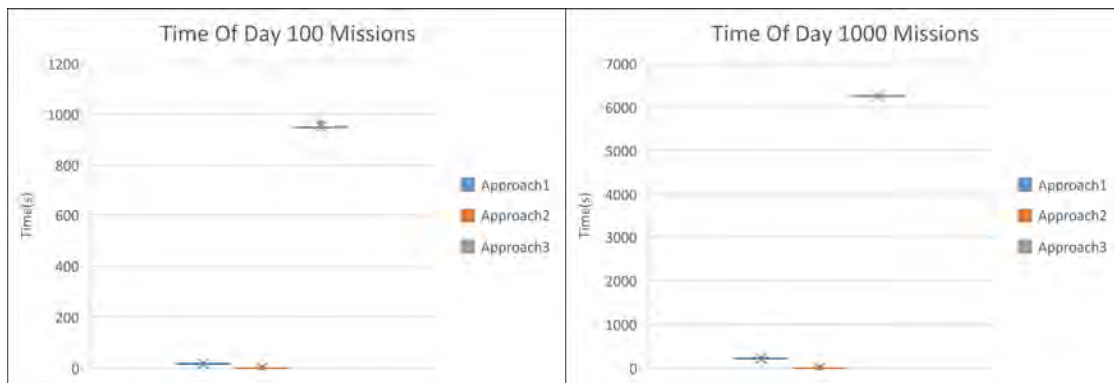 Time Of Day 100 Missions
1200
1000
800
600
400
200
0
Time(s)
Approach1
Approach2
Approach3
Time Of Day 1000 Missions
7000
6000
5000
4000
3000
2000
1000
0
Time(s)
Approach1
Approach2
Approach3